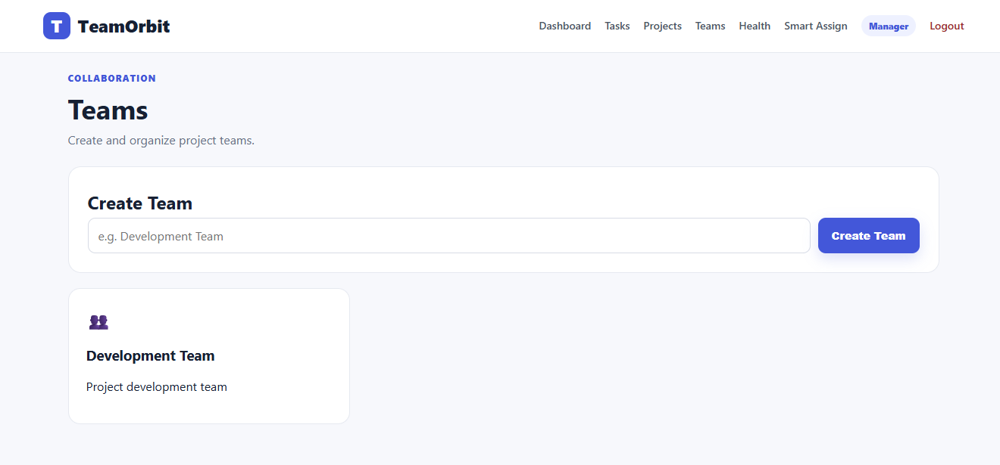 T TeamOrbit Dashboard Tasks Projects Teams Health Smart Assign Manager Logout
COLLABORATION
Teams
Create and organize project teams.
Create Team
e.g. Development Team Create Team
Development Team
Project development team